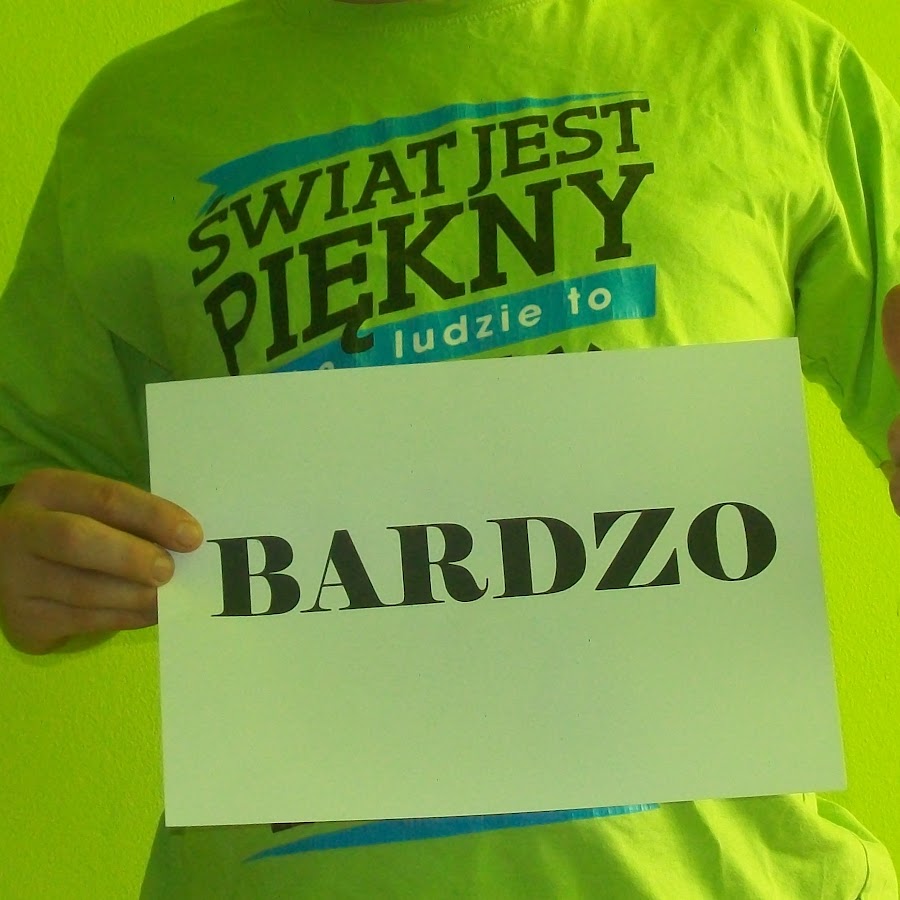 ŚWIAT JEST
PIĘKNY
ludzie to
BARDZO